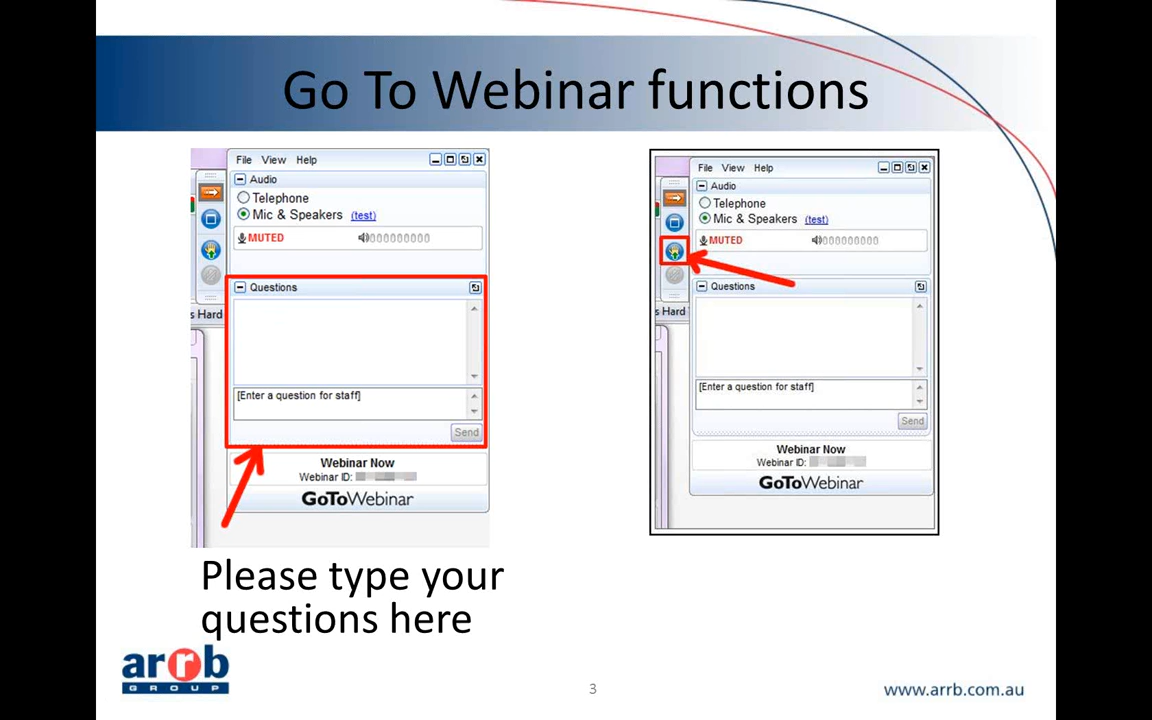 Go To Webinar functions
File View Help
Audio
Telephone
Mic & Speakers (test)
MUTED 000000000
Questions
s Hard
[Enter a question for staff]
Send
Webinar Now
Webinar ID:
GoToWebinar
File View Help
Audio
Telephone
Mic & Speakers (test)
MUTED 000000000
Questions
s Hard
[Enter a question for staff]
Send
Webinar Now
Webinar ID:
GoToWebinar
Please type your
questions here
arrb
GROUP
3
www.arrb.com.au